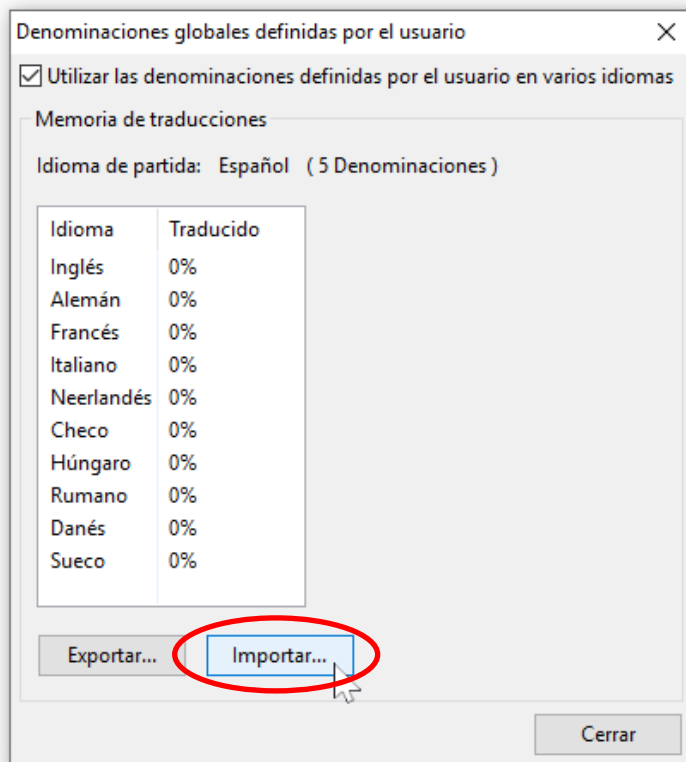 Denominaciones globales definidas por el usuario
Utilizar las denominaciones definidas por el usuario en varios idiomas
Memoria de traducciones
Idioma de partida: Español ( 5 Denominaciones )
Idioma Traducido
Inglés 0%
Alemán 0%
Francés 0%
Italiano 0%
Neerlandés 0%
Checo 0%
Húngaro 0%
Rumano 0%
Danés 0%
Sueco 0%
Exportar... Importar...
Cerrar